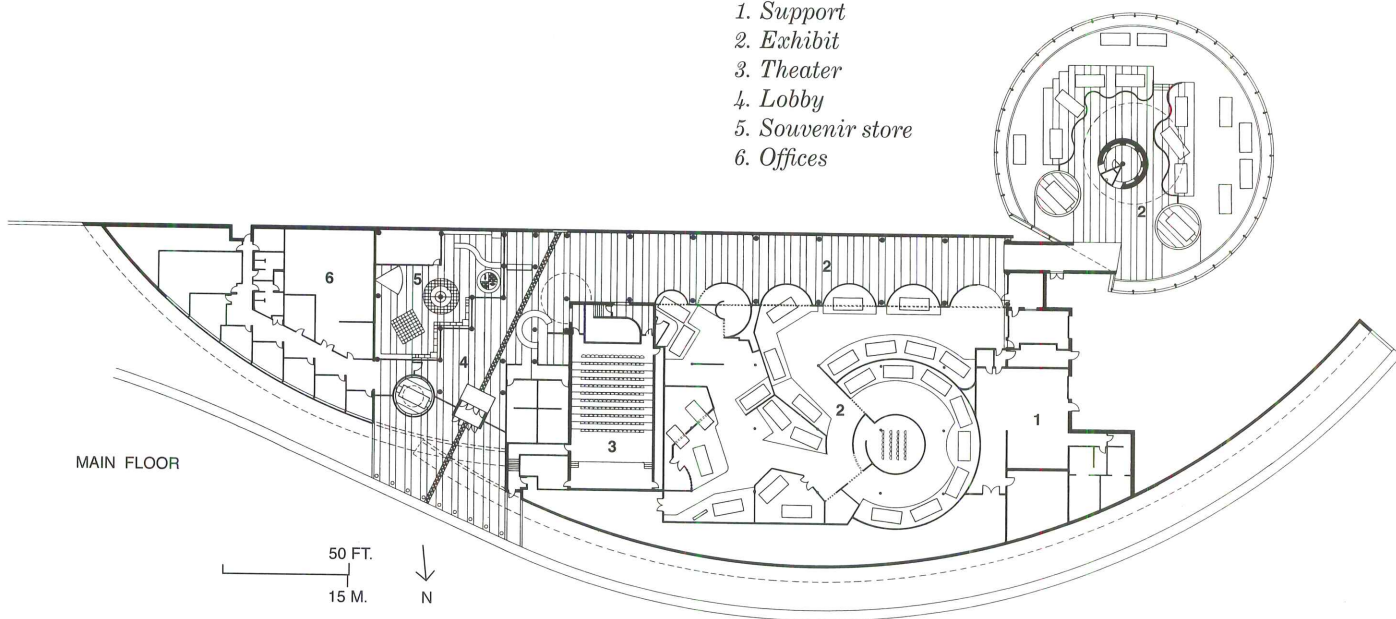 1. Support
2. Exhibit
3. Theater
4. Lobby
5. Souvenir store
6. Offices
2
6
5
2
4
2
1
3
MAIN FLOOR
50 FT.
15 M.
N